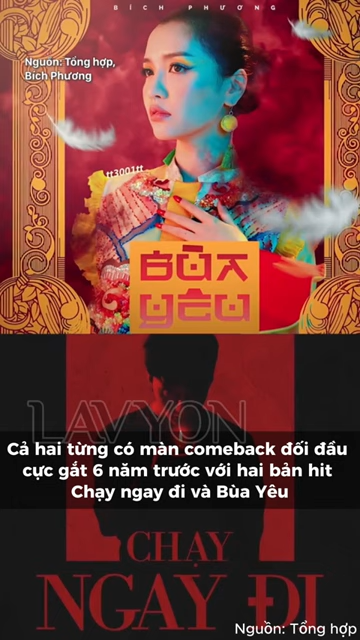 BÍCH PHƯƠNG
Nguồn: Tổng hợp,
Bích Phương
tt3001tt
BÙA
YÊU
LAVYON
Cả hai từng có màn comeback đối đầu
cực gắt 6 năm trước với hai bản hit
Chạy ngay đi và Bùa Yêu
CHẠY
NGAY ĐI
Nguồn: Tổng hợp